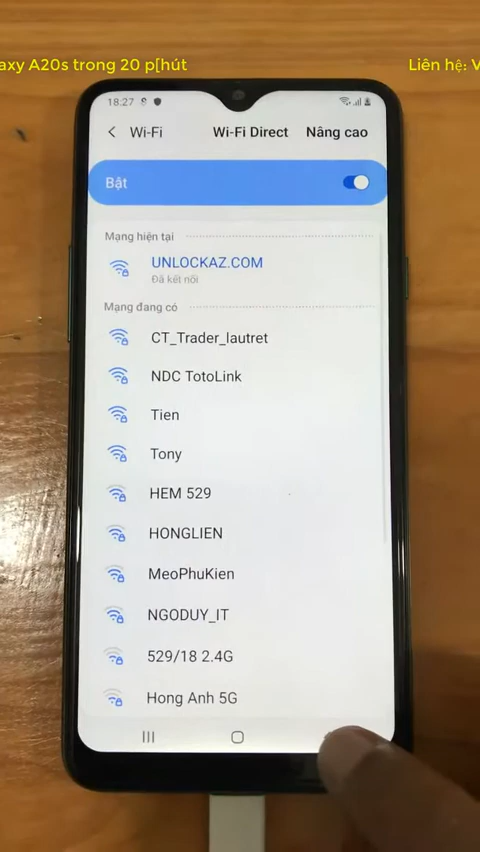 axy A20s trong 20 p[hút
Liên hệ: V
18:27
Wi-Fi
Wi-Fi Direct
Nâng cao
Bật
Mạng hiện tại
UNLOCKAZ.COM
Đã kết nối
Mạng đang có
CT_Trader_lautret
NDC TotoLink
Tien
Tony
HEM 529
HONGLIEN
MeoPhuKien
NGODUY_IT
529/18 2.4G
Hong Anh 5G